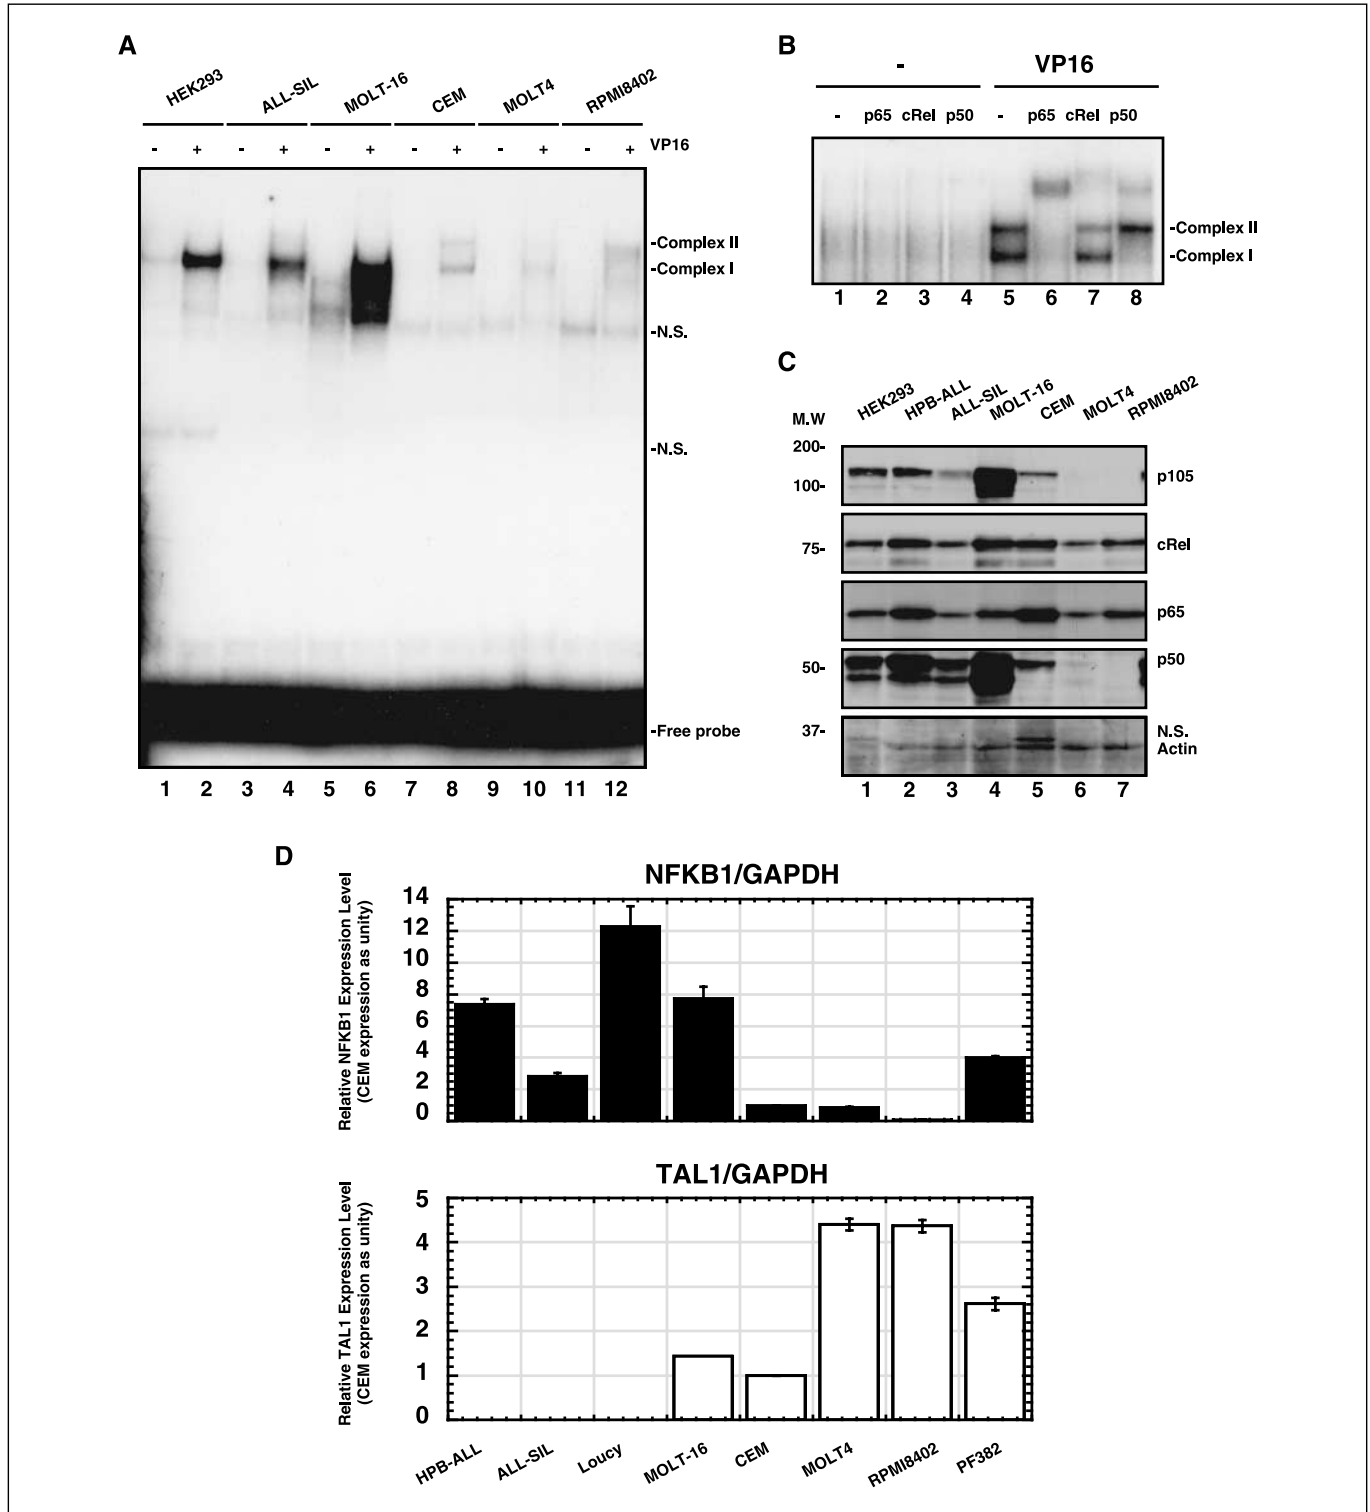 A
HEK293 ALL-SIL MOLT-16 CEM MOLT4 RPMI8402
- + - + - + - + - + - + VP16
-Complex II
-Complex I
-N.S.
-N.S.
-Free probe
1 2 3 4 5 6 7 8 9 10 11 12
B
- VP16
- p65 cRel p50 - p65 cRel p50
-Complex II
-Complex I
1 2 3 4 5 6 7 8
C
HEK293 HPB-ALL ALL-SIL MOLT-16 CEM MOLT4 RPMI8402
M.W
200-
100-
p105
75-
cRel
p65
50-
p50
37-
N.S.
Actin
1 2 3 4 5 6 7
D
NFKB1/GAPDH
Relative NFKB1 Expression Level
(CEM expression as unity)
14
12
10
8
6
4
2
0
TAL1/GAPDH
Relative TAL1 Expression Level
(CEM expression as unity)
5
4
3
2
1
0
HPB-ALL ALL-SIL Loucy MOLT-16 CEM MOLT4 RPMI8402 PF382